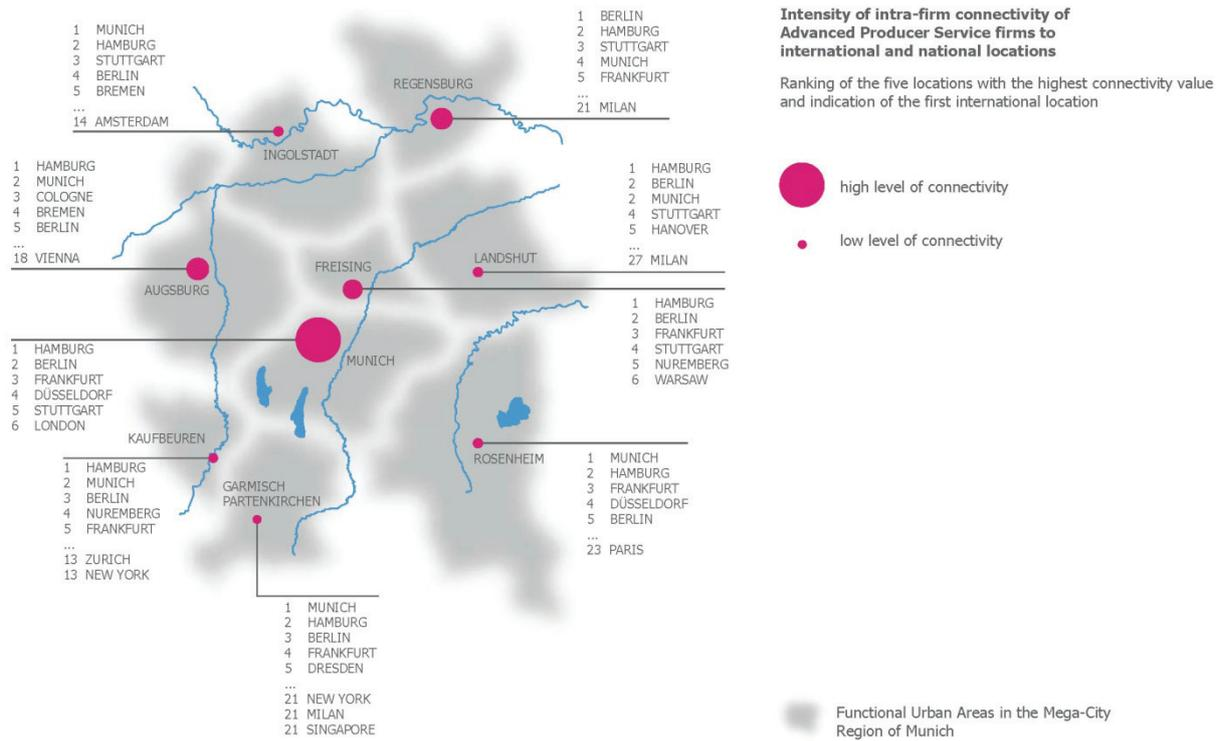 1 MUNICH
2 HAMBURG
3 STUTTGART
4 BERLIN
5 BREMEN
...
14 AMSTERDAM
INGOLSTADT
1 BERLIN
2 HAMBURG
3 STUTTGART
4 MUNICH
5 FRANKFURT
...
21 MILAN
REGENSBURG
1 HAMBURG
2 MUNICH
3 COLOGNE
4 BREMEN
5 BERLIN
...
18 VIENNA
AUGSBURG
1 HAMBURG
2 BERLIN
2 MUNICH
4 STUTTGART
5 HANOVER
...
27 MILAN
LANDSHUT
FREISING
1 HAMBURG
2 BERLIN
3 FRANKFURT
4 STUTTGART
5 NUREMBERG
6 WARSAW
MUNICH
1 HAMBURG
2 BERLIN
3 FRANKFURT
4 DÜSSELDORF
5 STUTTGART
6 LONDON
KAUFBEUREN
1 HAMBURG
2 MUNICH
3 BERLIN
4 NUREMBERG
5 FRANKFURT
...
13 ZURICH
13 NEW YORK
GARMISCH
PARTENKIRCHEN
1 MUNICH
2 HAMBURG
3 BERLIN
4 FRANKFURT
5 DRESDEN
...
21 NEW YORK
21 MILAN
21 SINGAPORE
ROSENHEIM
1 MUNICH
2 HAMBURG
3 FRANKFURT
4 DÜSSELDORF
5 BERLIN
...
23 PARIS
Intensity of intra-firm connectivity of
Advanced Producer Service firms to
international and national locations
Ranking of the five locations with the highest connectivity value
and indication of the first international location
high level of connectivity
low level of connectivity
Functional Urban Areas in the Mega-City
Region of Munich